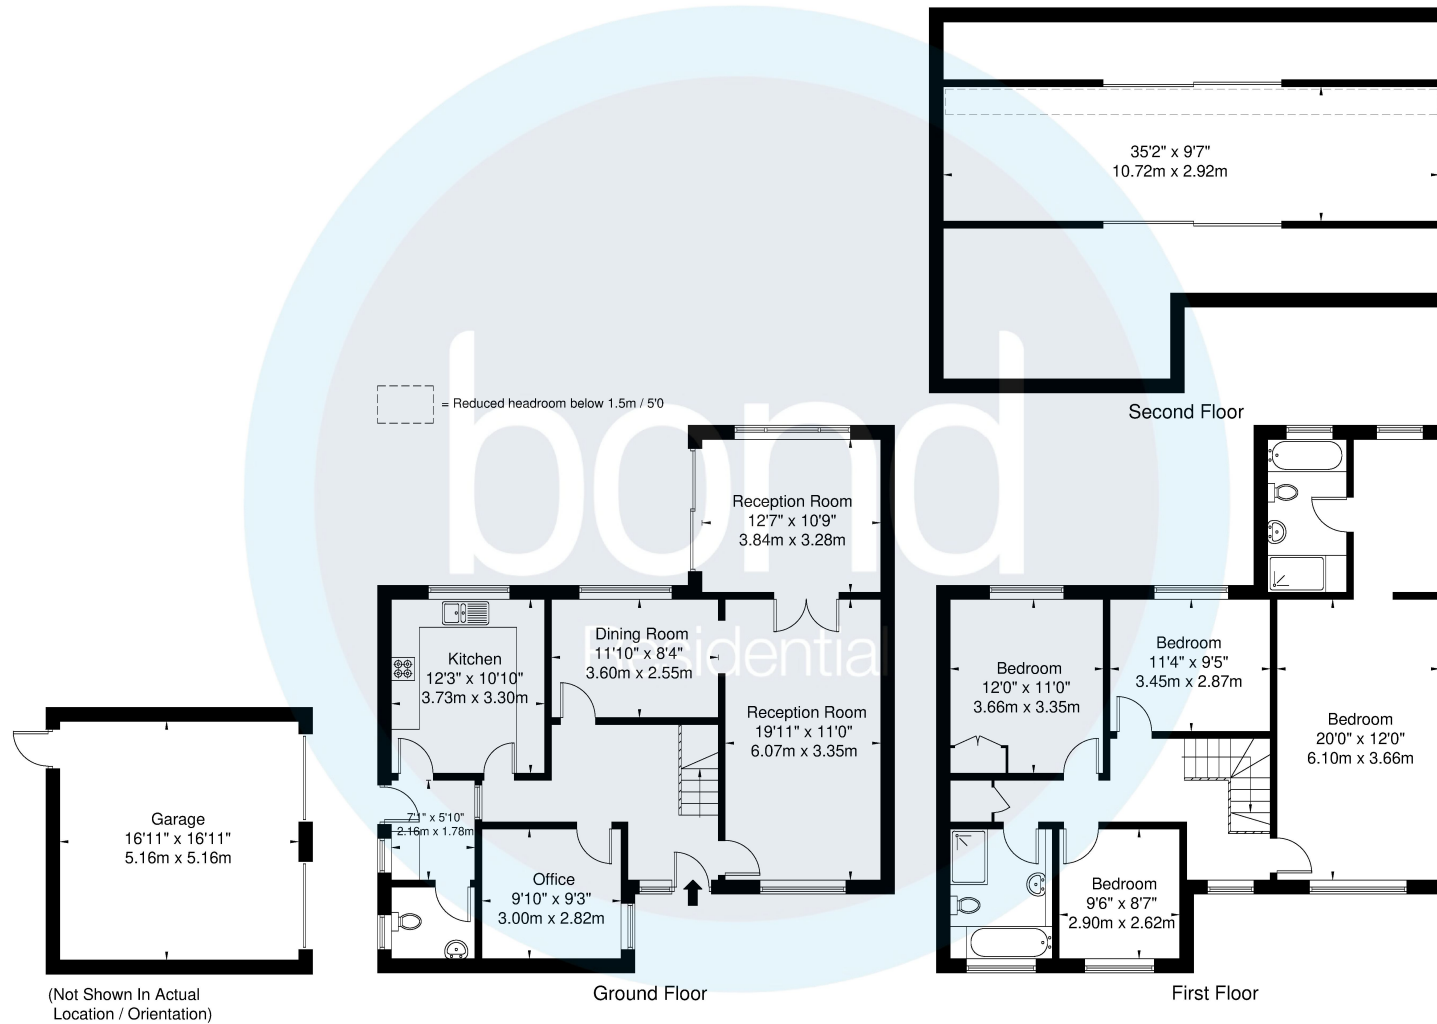 35'2" x 9'7"
10.72m x 2.92m
Second Floor
= Reduced headroom below 1.5m / 5'0
bond
Residential
Reception Room
12'7" x 10'9"
3.84m x 3.28m
Kitchen
12'3" x 10'10"
3.73m x 3.30m
Dining Room
11'10" x 8'4"
3.60m x 2.55m
Reception Room
19'11" x 11'0"
6.07m x 3.35m
7'1" x 5'10"
2.16m x 1.78m
Office
9'10" x 9'3"
3.00m x 2.82m
Ground Floor
Garage
16'11" x 16'11"
5.16m x 5.16m
(Not Shown In Actual
Location / Orientation)
Bedroom
12'0" x 11'0"
3.66m x 3.35m
Bedroom
11'4" x 9'5"
3.45m x 2.87m
Bedroom
20'0" x 12'0"
6.10m x 3.66m
Bedroom
9'6" x 8'7"
2.90m x 2.62m
First Floor